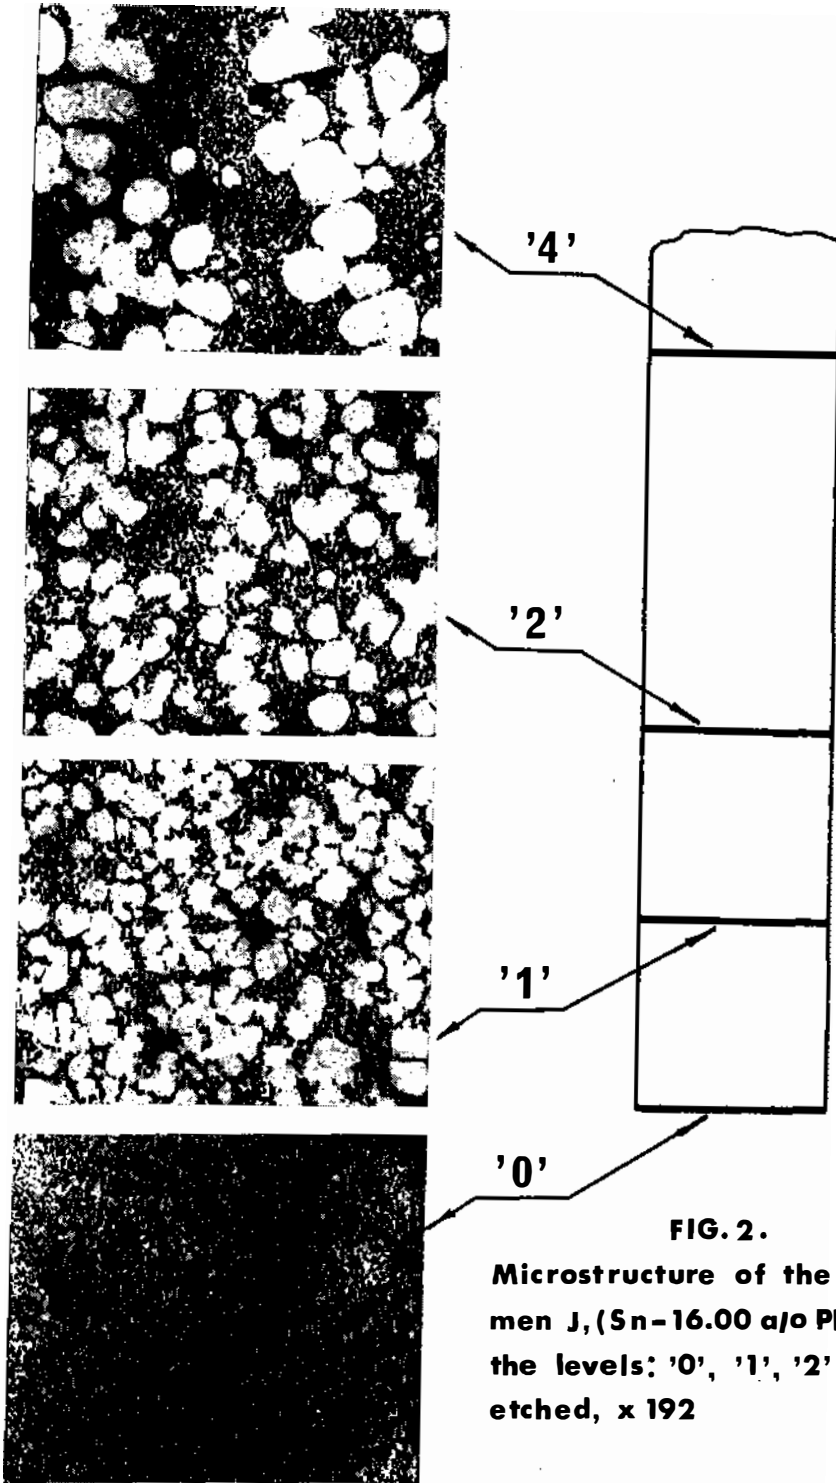 '4'
'2'
'1'
'0'
FIG. 2.
Microstructure of the
men J, (Sn-16.00 a/o
the levels: '0', '1', '2'
etched, x 192